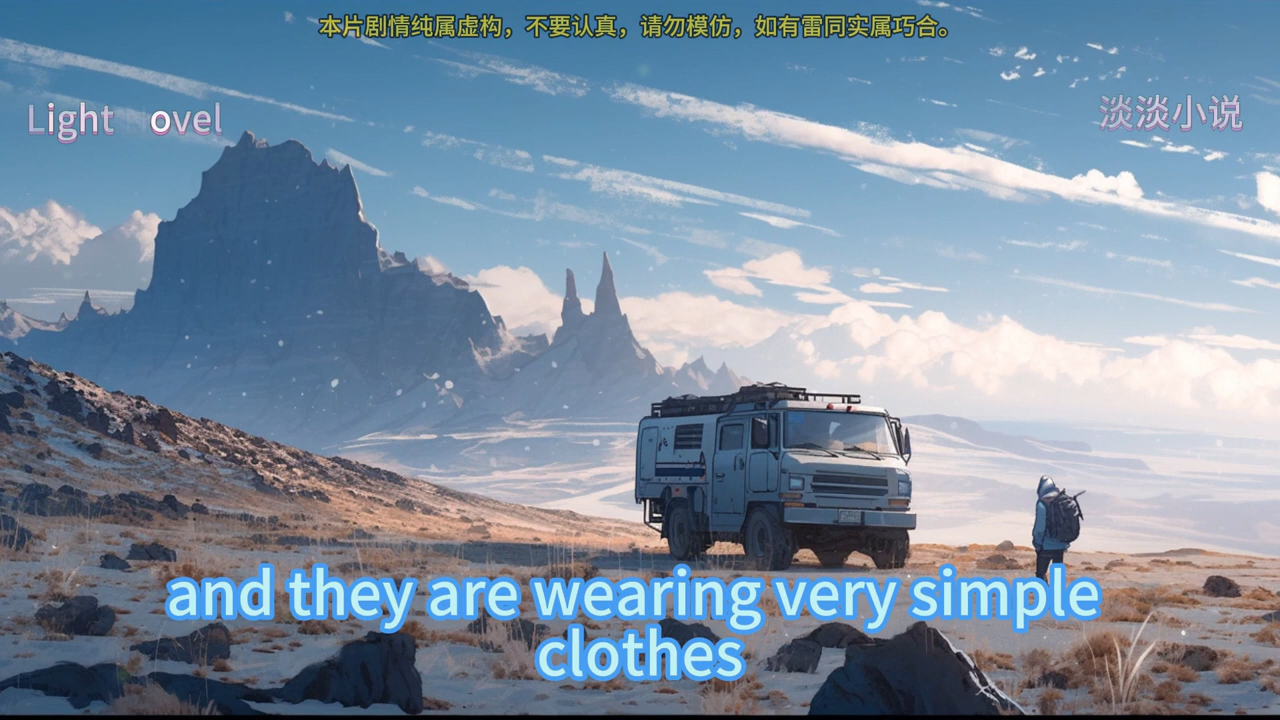 本片剧情纯属虚构，不要认真，请勿模仿，如有雷同实属巧合。
Light ovel
淡淡小说
and they are wearing very simple
clothes